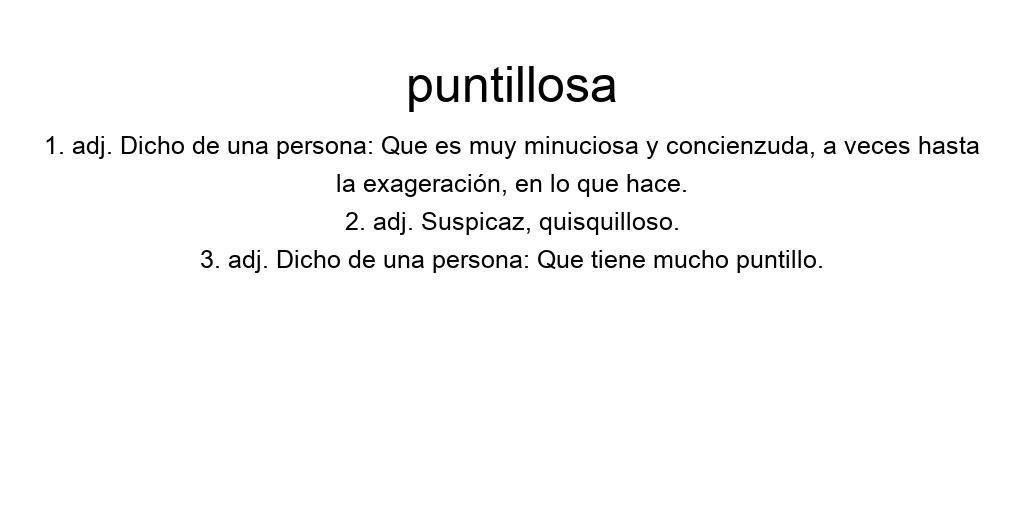 puntillosa
1. adj. Dicho de una persona: Que es muy minuciosa y concienzuda, a veces hasta
la exageración, en lo que hace.
2. adj. Suspicaz, quisquilloso.
3. adj. Dicho de una persona: Que tiene mucho puntillo.